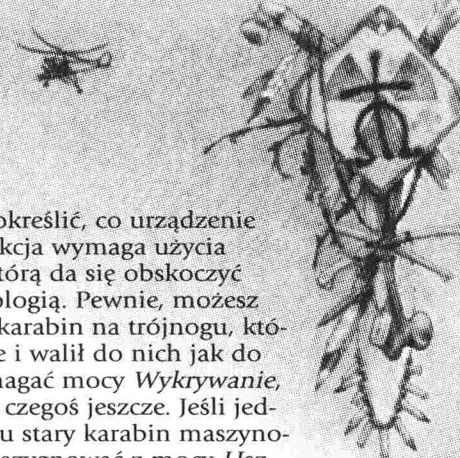 określić, co urządzenie
kcja wymaga użycia
tórą da się obskoczyć
ologią. Pewnie, możesz
karabin na trójnogu, któ-
e i walił do nich jak do
nagać mocy Wykrywanie,
czegoś jeszcze. Jeśli jed-
u stary karabin maszyno-